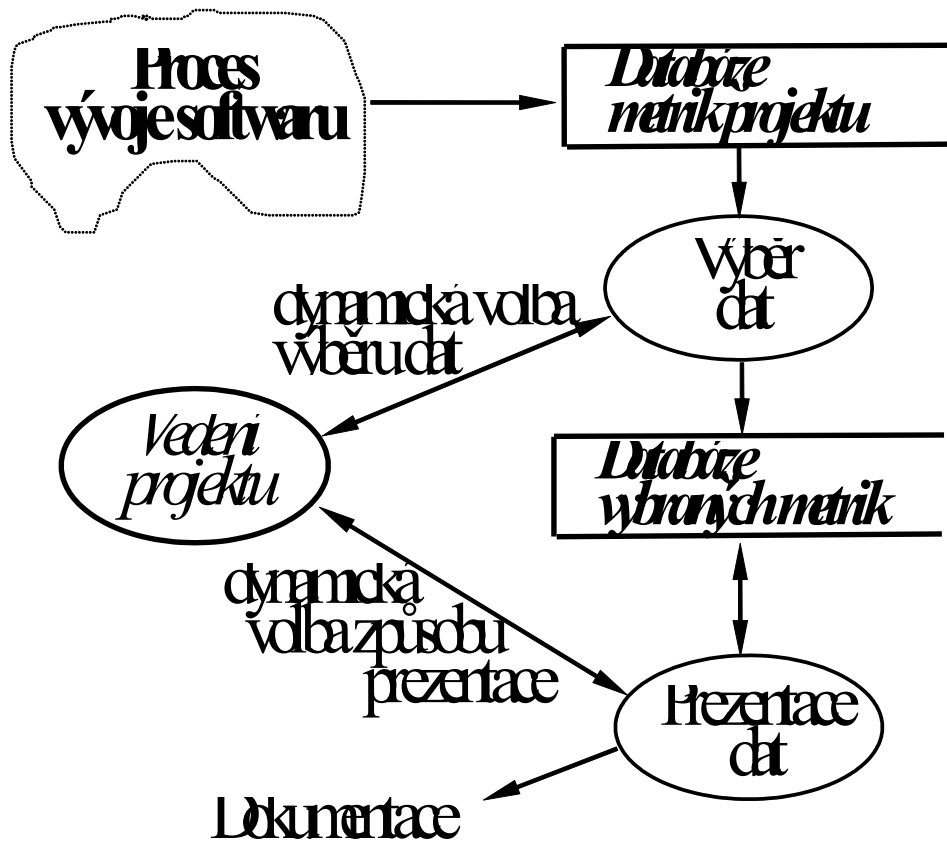 Proces
vývoje softwaru
Databáze
metrik projektu
Výběr
dat
dynamická volba
výběru dat
Vedení
projektu
Databáze
vybraných metrik
dynamická
volba způsobu
prezentace
Prezentace
dat
Dokumentace